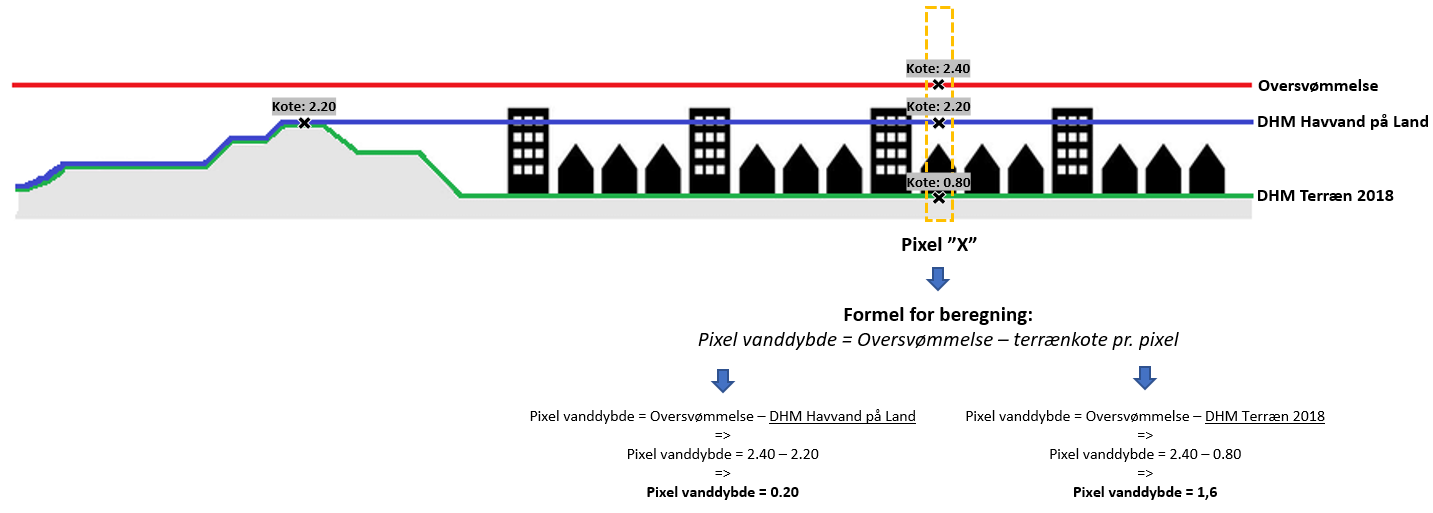 Kote: 2.40
Oversvømmelse
Kote: 2.20
Kote: 2.20
DHM Havvand på Land
Kote: 0.80
DHM Terræn 2018
Pixel ”X”
Formel for beregning:
Pixel vanddybde = Oversvømmelse – terrænkote pr. pixel
Pixel vanddybde = Oversvømmelse – DHM Havvand på Land
=>
Pixel vanddybde = 2.40 – 2.20
=>
Pixel vanddybde = 0.20
Pixel vanddybde = Oversvømmelse – DHM Terræn 2018
=>
Pixel vanddybde = 2.40 – 0.80
=>
Pixel vanddybde = 1,6